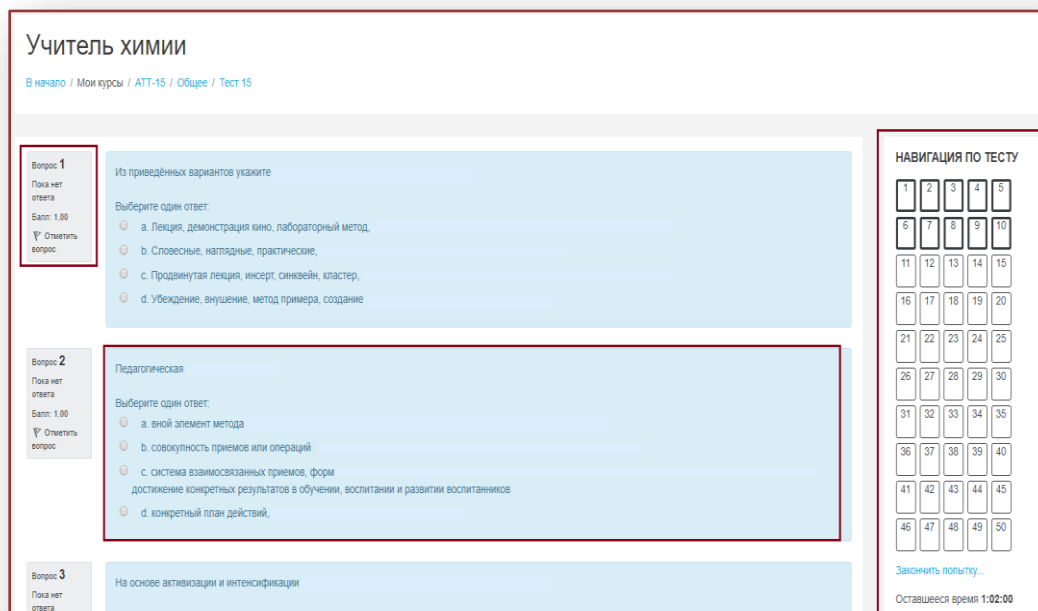 Учитель химии
В начало / Мои курсы / АТТ-15 / Общее / Тест 15
Вопрос 1
Пока нет
ответа
Балл: 1,00
Отметить
вопрос
Из приведённых вариантов укажите
Выберите один ответ:
a. Лекция, демонстрация кино, лабораторный метод,
b. Словесные, наглядные, практические,
c. Продвинутая лекция, инсерт, синквейн, кластер,
d. Убеждение, внушение, метод примера, создание
Вопрос 2
Пока нет
ответа
Балл: 1,00
Отметить
вопрос
Педагогическая
Выберите один ответ:
a. вной элемент метода
b. совокупность приемов или операций
c. система взаимосвязанных приемов, форм
достижение конкретных результатов в обучении, воспитании и развитии воспитанников
d. конкретный план действий,
Вопрос 3
Пока нет
ответа
На основе активизации и интенсификации
НАВИГАЦИЯ ПО ТЕСТУ
1 2 3 4 5
6 7 8 9 10
11 12 13 14 15
16 17 18 19 20
21 22 23 24 25
26 27 28 29 30
31 32 33 34 35
36 37 38 39 40
41 42 43 44 45
46 47 48 49 50
Закончить попытку...
Оставшееся время 1:02:00